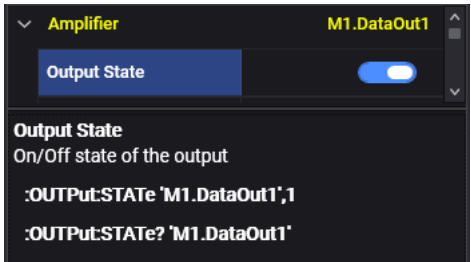 Amplifier M1.DataOut1
Output State
Output State
On/Off state of the output
:OUTPut:STATe 'M1.DataOut1',1
:OUTPut:STATe? 'M1.DataOut1'